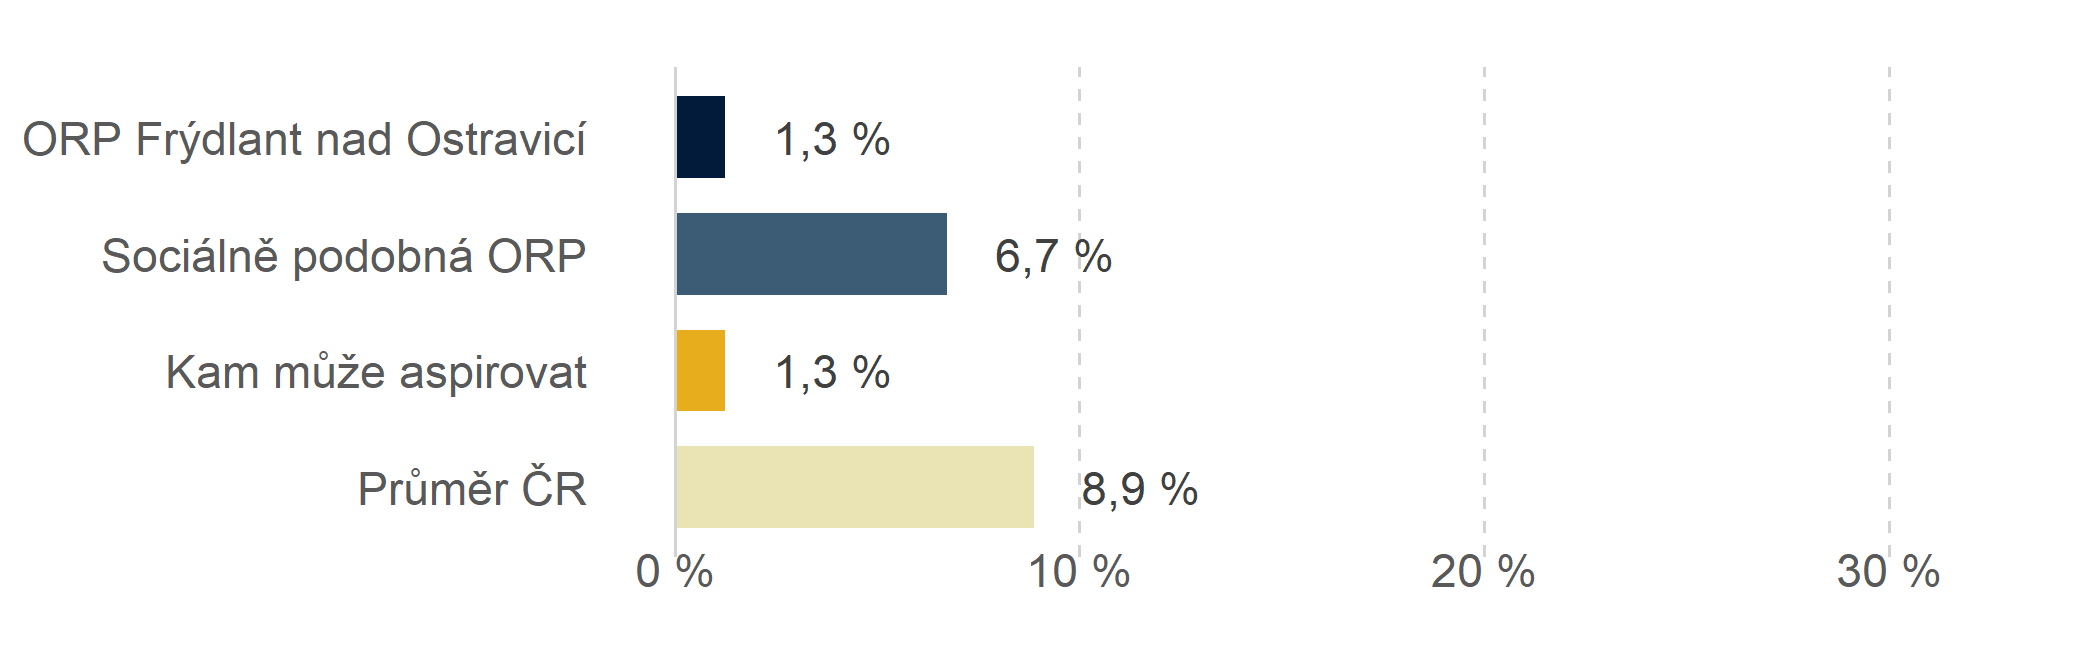 ORP Frýdlant nad Ostravicí 1,3 %
Sociálně podobná ORP 6,7 %
Kam může aspirovat 1,3 %
Průměr ČR 8,9 %
0 % 10 % 20 % 30 %